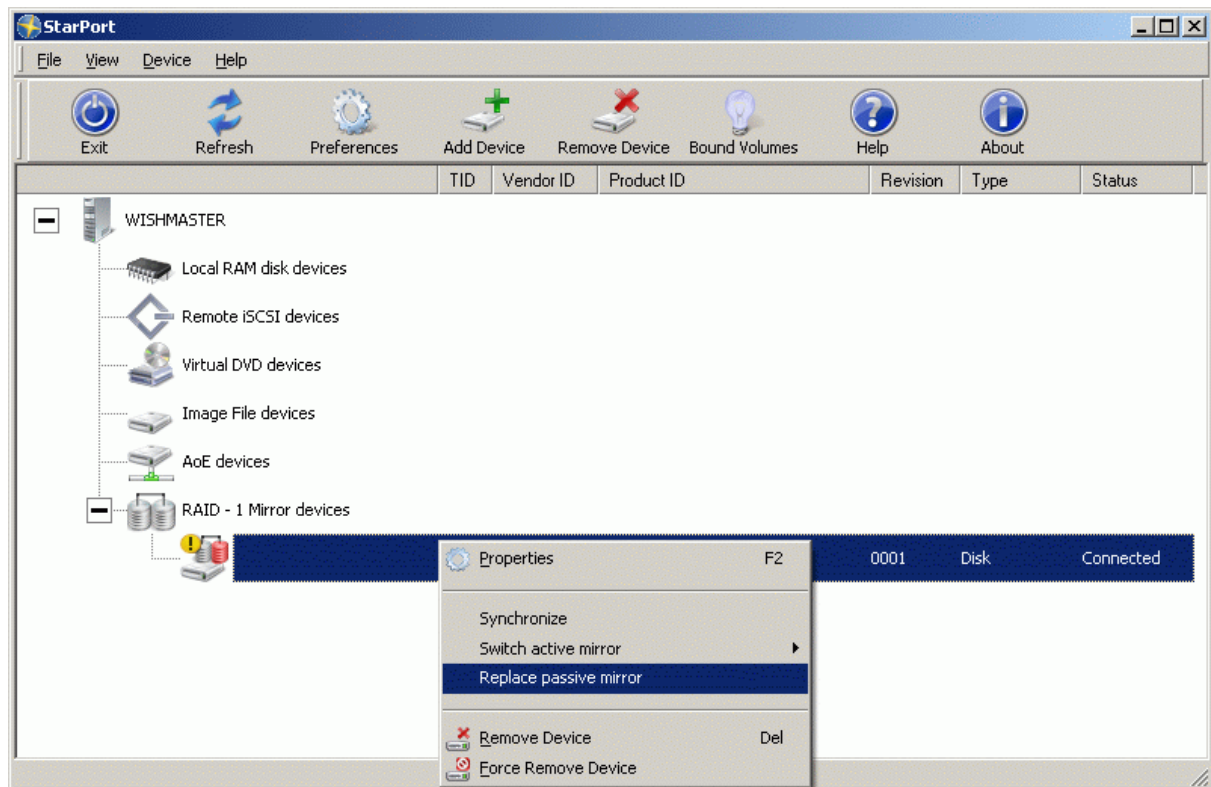 StarPort
File View Device Help
Exit Refresh Preferences Add Device Remove Device Bound Volumes Help About
TID Vendor ID Product ID Revision Type Status
WISHMASTER
Local RAM disk devices
Remote iSCSI devices
Virtual DVD devices
Image File devices
AoE devices
RAID - 1 Mirror devices
0001 Disk Connected
Properties F2
Synchronize
Switch active mirror
Replace passive mirror
Remove Device Del
Force Remove Device